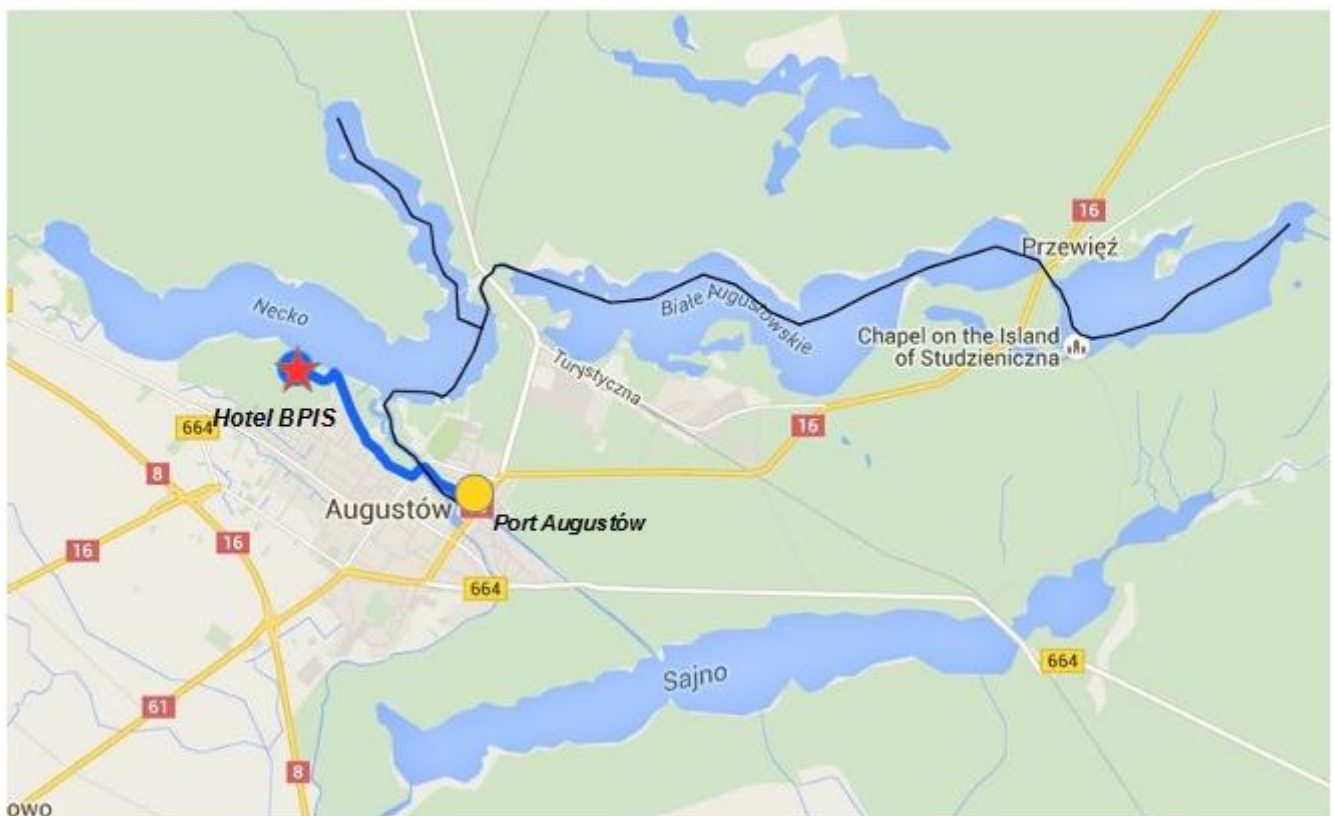 16
Przewięź
Necko
Białe Augustowskie
Chapel on the Island
of Studzieniczna
Turystyczna
Hotel BPIS
664
16
8
Augustów
Port Augustów
16
16
664
Sajno
664
61
8
owo